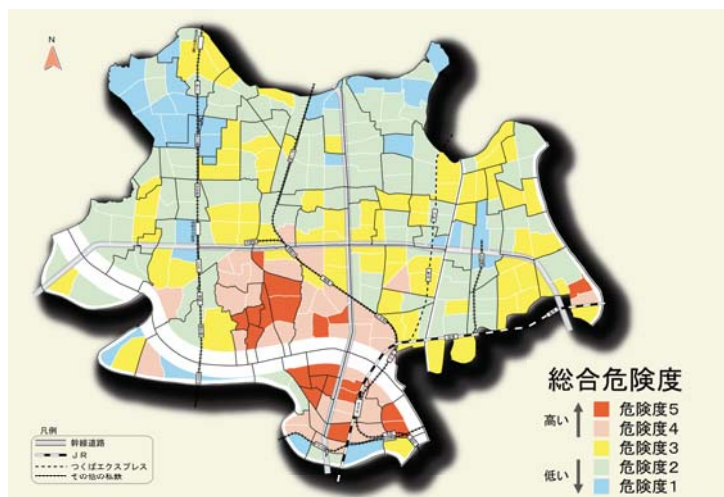 N
総合危険度
高い
低い
危険度5
危険度4
危険度3
危険度2
危険度1
凡例
幹線道路
JR
つくばエクスプレス
その他の私鉄